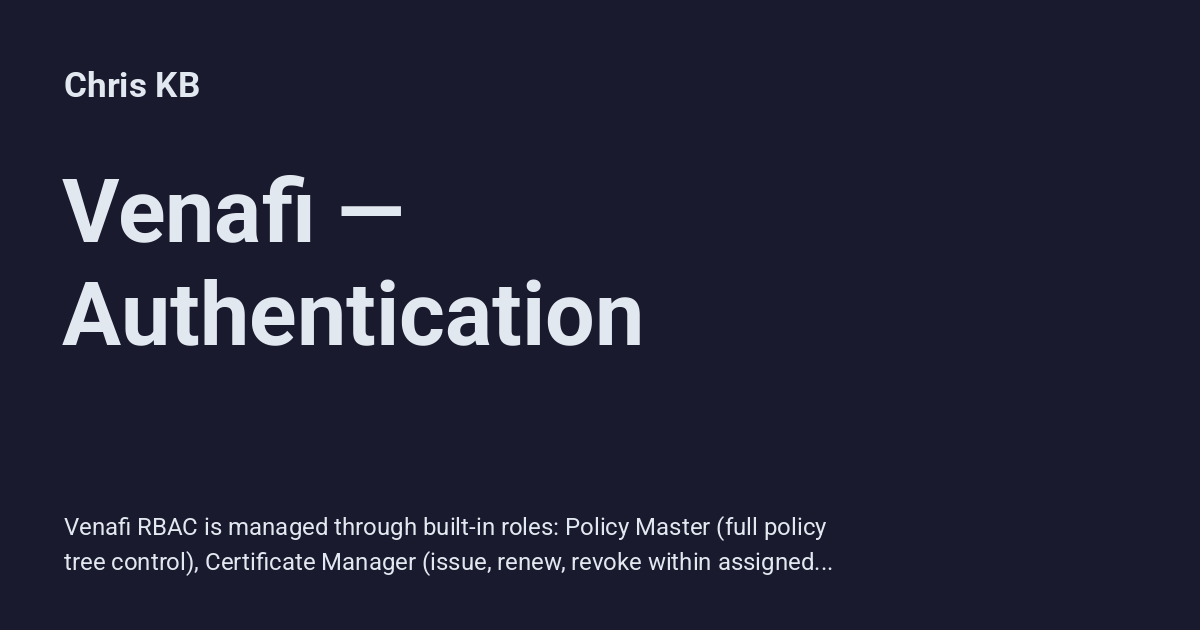 Chris KB
Venafi —
Authentication
Venafi RBAC is managed through built-in roles: Policy Master (full policy
tree control), Certificate Manager (issue, renew, revoke within assigned...